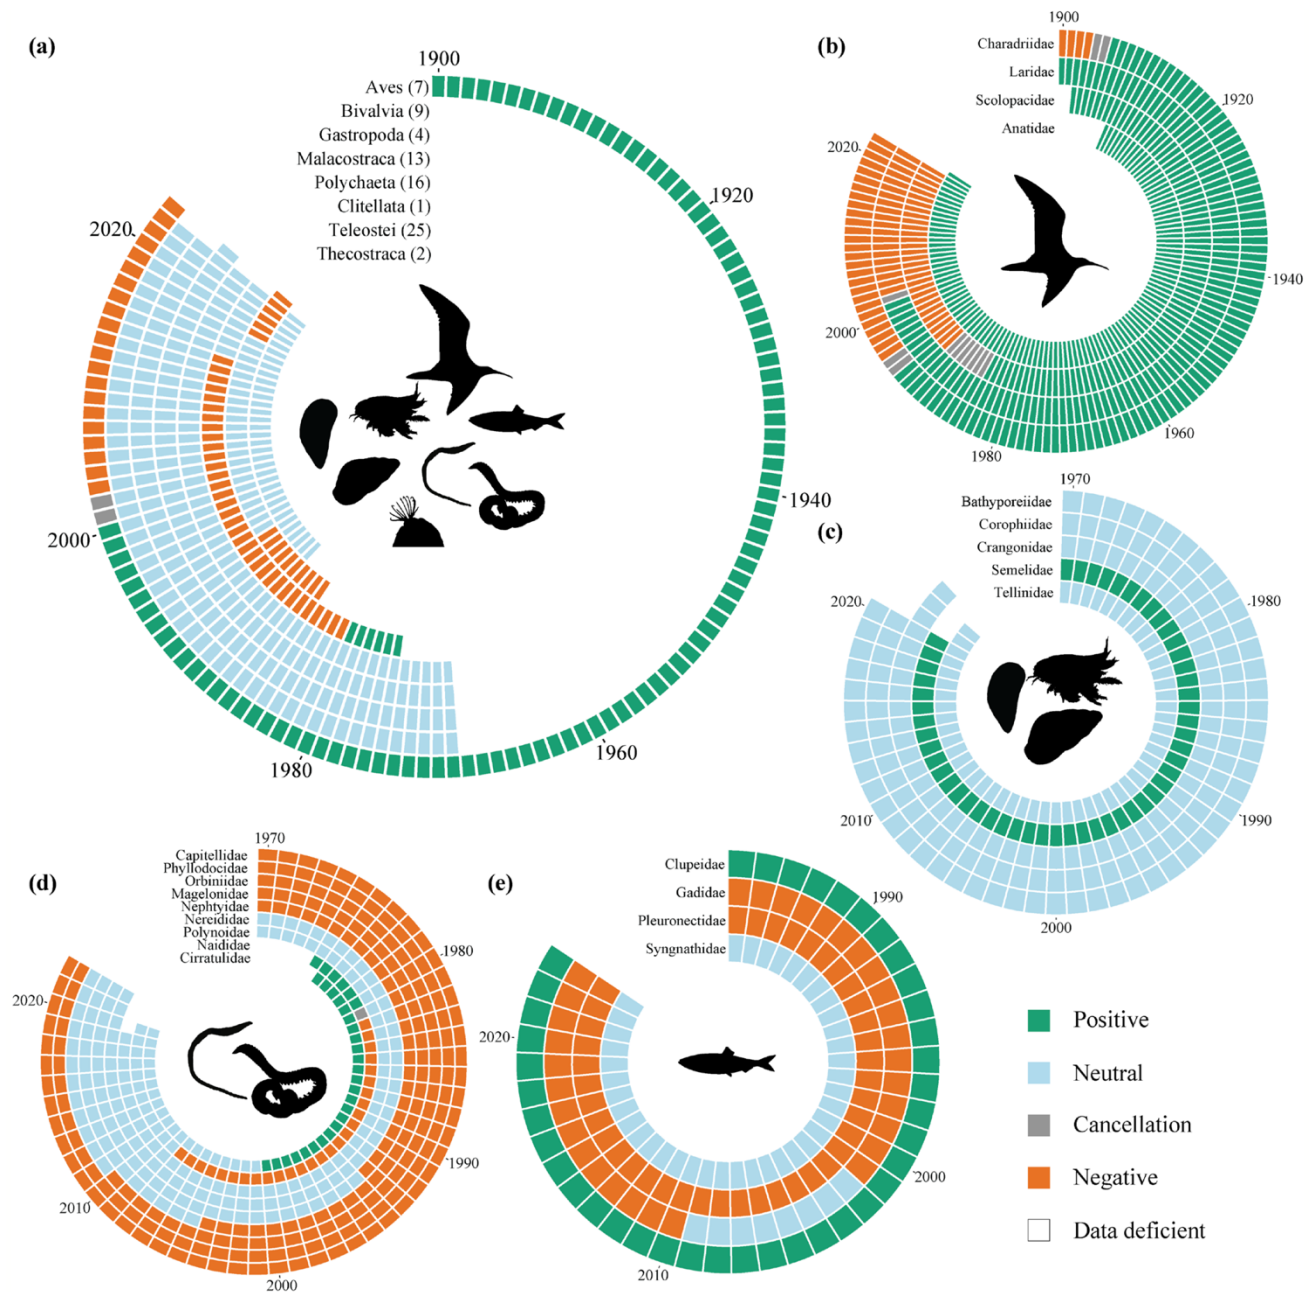 (a)
1900
Aves (7)
Bivalvia (9)
Gastropoda (4)
Malacostraca (13)
Polychaeta (16)
Clitellata (1)
Teleostei (25)
Thecostraca (2)
1920
1940
1960
1980
2000
2020
(b)
1900
Charadriidae
Laridae
Scolopacidae
Anatidae
1920
1940
1960
1980
2000
2020
(c)
1970
Bathyporeiidae
Corophiidae
Crangonidae
Semelidae
Tellinidae
1980
1990
2000
2010
2020
(d)
1970
Capitellidae
Phyllodocidae
Orbiniidae
Magelonidae
Nephtyidae
Nereididae
Polynoidae
Naididae
Cirratulidae
1980
1990
2000
2010
2020
(e)
Clupeidae
Gadidae
Pleuronectidae
Syngnathidae
1990
2000
2010
2020
Positive
Neutral
Cancellation
Negative
Data deficient